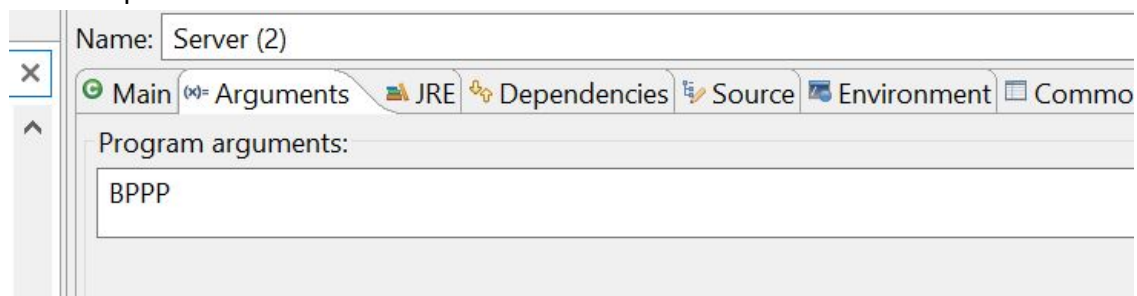 Name: Server (2)
Main (x)= Arguments JRE Dependencies Source Environment Commo
Program arguments:
BPPP